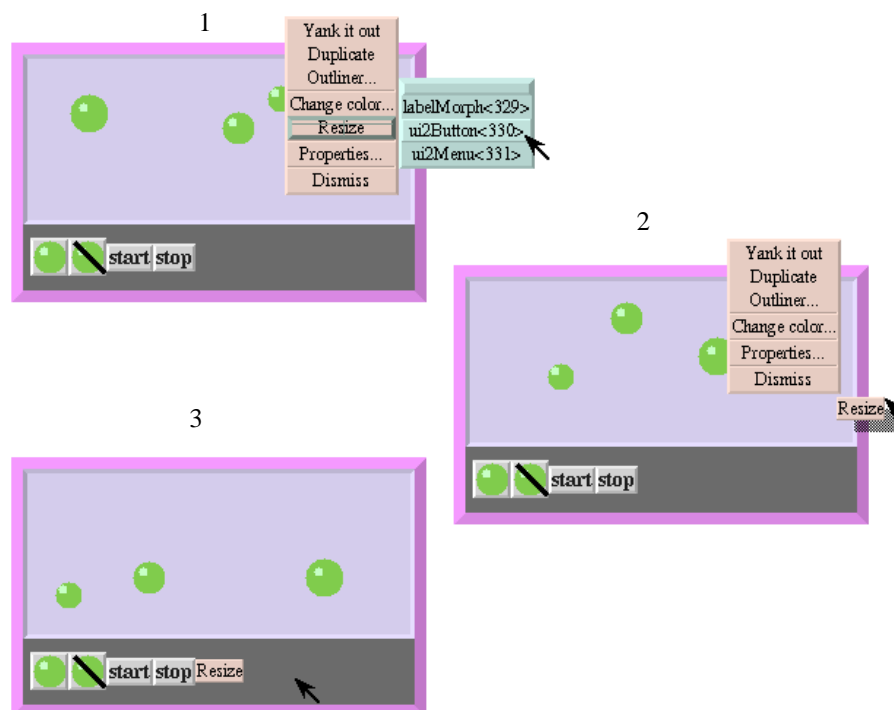 1
Yank it out
Duplicate
Outliner...
Change color...
Resize
Properties...
Dismiss
labelMorph<329>
ui2Button<330>
ui2Menu<331>
start stop
2
Yank it out
Duplicate
Outliner...
Change color...
Properties...
Dismiss
Resize
start stop
3
start stop Resize